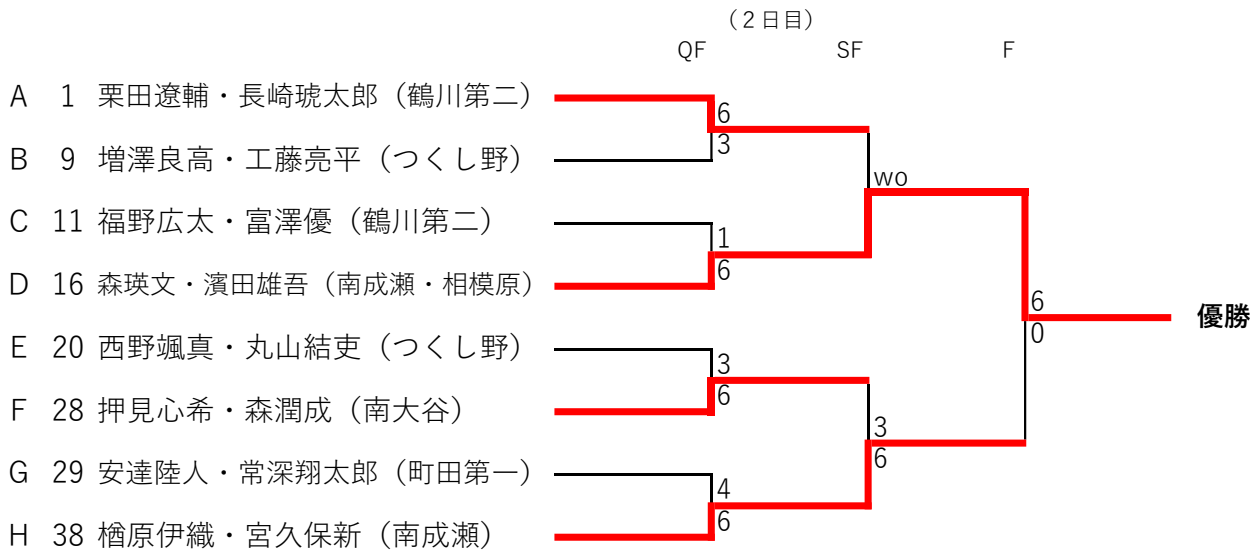 （２日目）
QF SF F
A 1 栗田遼輔・長崎琥太郎（鶴川第二）
6
3
B 9 増澤良高・工藤亮平（つくし野）
wo
C 11 福野広太・富澤優（鶴川第二）
1
6
D 16 森瑛文・濱田雄吾（南成瀬・相模原）
6
0
優勝
E 20 西野颯真・丸山結吏（つくし野）
3
6
F 28 押見心希・森潤成（南大谷）
3
6
G 29 安達陸人・常深翔太郎（町田第一）
4
6
H 38 楢原伊織・宮久保新（南成瀬）